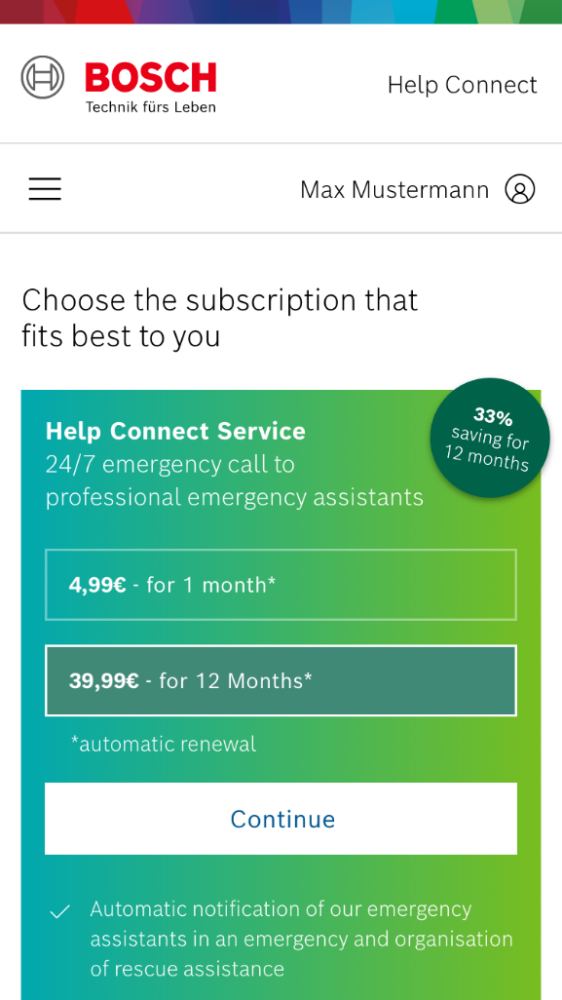 BOSCH
Technik fürs Leben
Help Connect
Max Mustermann
Choose the subscription that
fits best to you
33%
saving for
12 months
Help Connect Service
24/7 emergency call to
professional emergency assistants
4,99€ - for 1 month*
39,99€ - for 12 Months*
*automatic renewal
Continue
Automatic notification of our emergency
assistants in an emergency and organisation
of rescue assistance